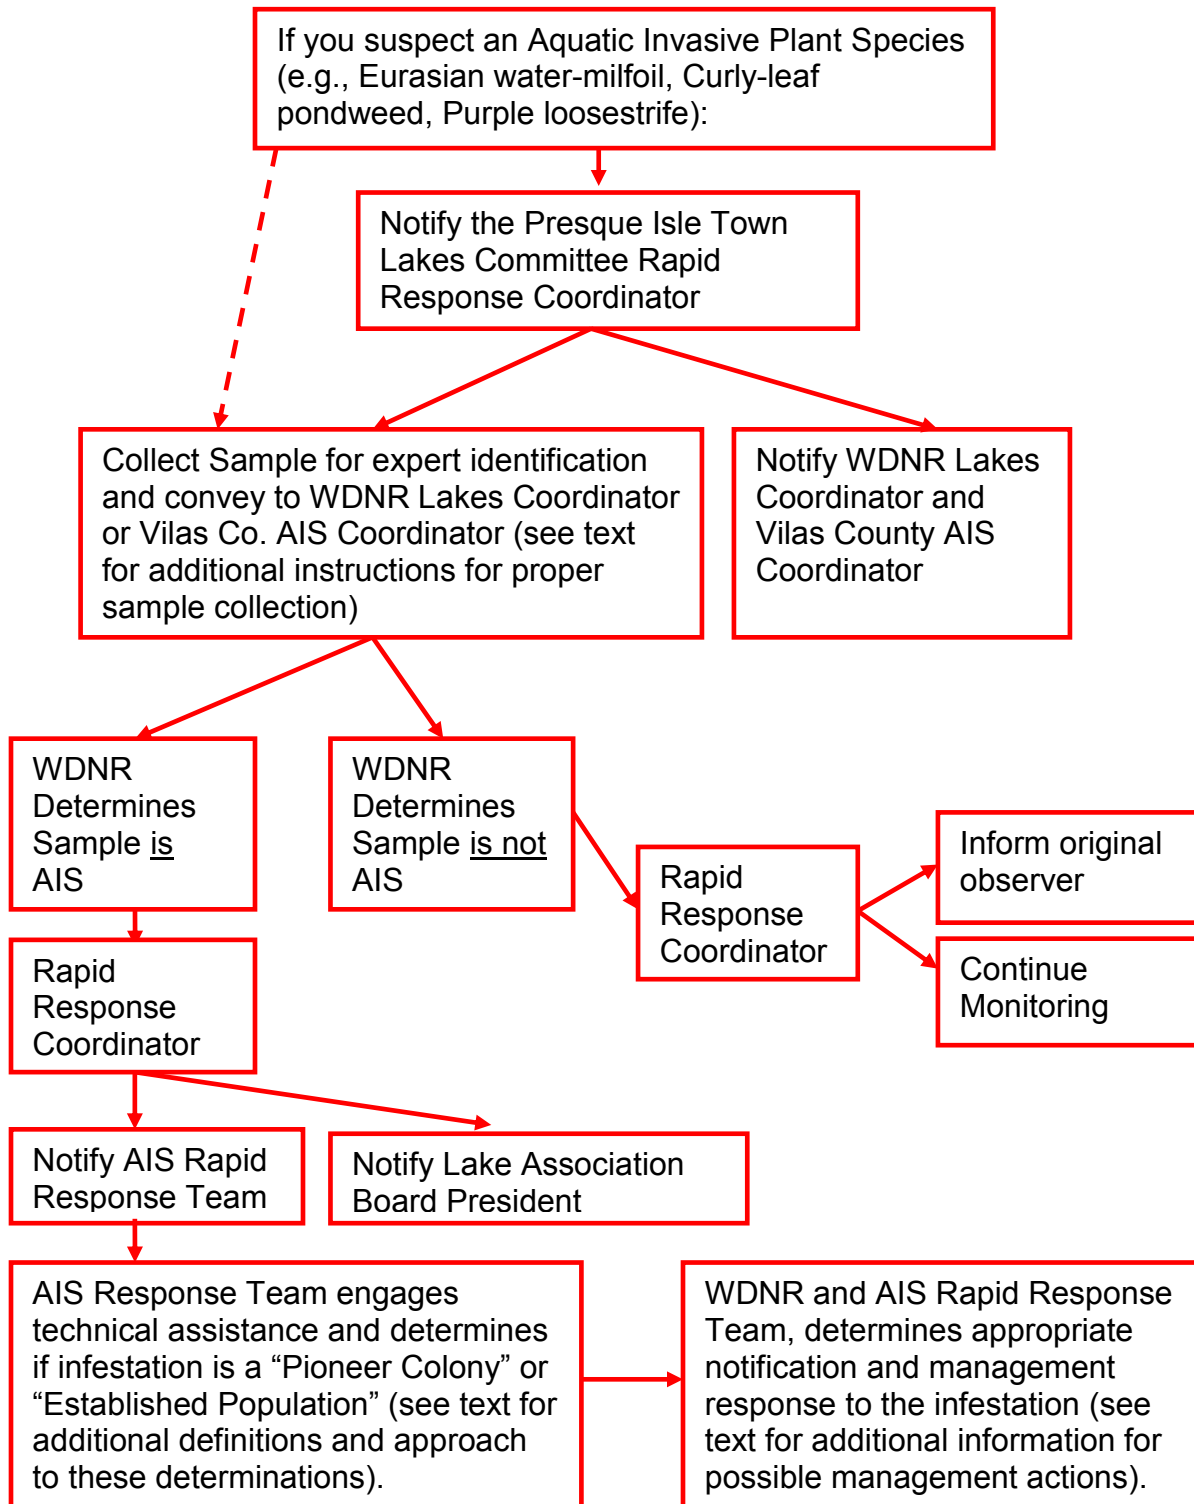 If you suspect an Aquatic Invasive Plant Species
(e.g., Eurasian water-milfoil, Curly-leaf
pondweed, Purple loosestrife):
Notify the Presque Isle Town
Lakes Committee Rapid
Response Coordinator
Collect Sample for expert identification
and convey to WDNR Lakes Coordinator
or Vilas Co. AIS Coordinator (see text
for additional instructions for proper
sample collection)
Notify WDNR Lakes
Coordinator and
Vilas County AIS
Coordinator
WDNR
Determines
Sample is
AIS
WDNR
Determines
Sample is not
AIS
Rapid
Response
Coordinator
Inform original
observer
Continue
Monitoring
Rapid
Response
Coordinator
Notify AIS Rapid
Response Team
Notify Lake Association
Board President
AIS Response Team engages
technical assistance and determines
if infestation is a “Pioneer Colony” or
“Established Population” (see text for
additional definitions and approach
to these determinations).
WDNR and AIS Rapid Response
Team, determines appropriate
notification and management
response to the infestation (see
text for additional information for
possible management actions).